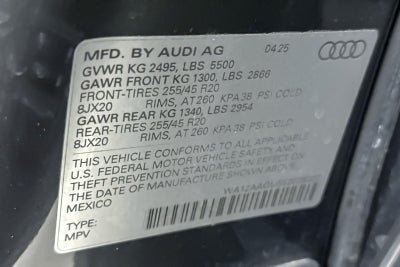 MFD. BY AUDI AG 04.25
GVWR KG 2495, LBS 5500
GAWR FRONT KG 1300, LBS 2866
FRONT-TIRES 255/45 R20
8JX20 RIMS, AT 260 KPA/38 PSI COLD
GAWR REAR KG 1340, LBS 2954
REAR-TIRES 255/45 R20
8JX20 RIMS, AT 260 KPA/38 PSI COLD
THIS VEHICLE CONFORMS TO ALL APPLICABLE
U.S. FEDERAL MOTOR VEHICLE SAFETY AND
THEFT PREVENTION STANDARDS IN EFFECT ON
THE DATE OF MANUFACTURE SHOWN ABOVE.
MEXICO
TYPE:
MPV